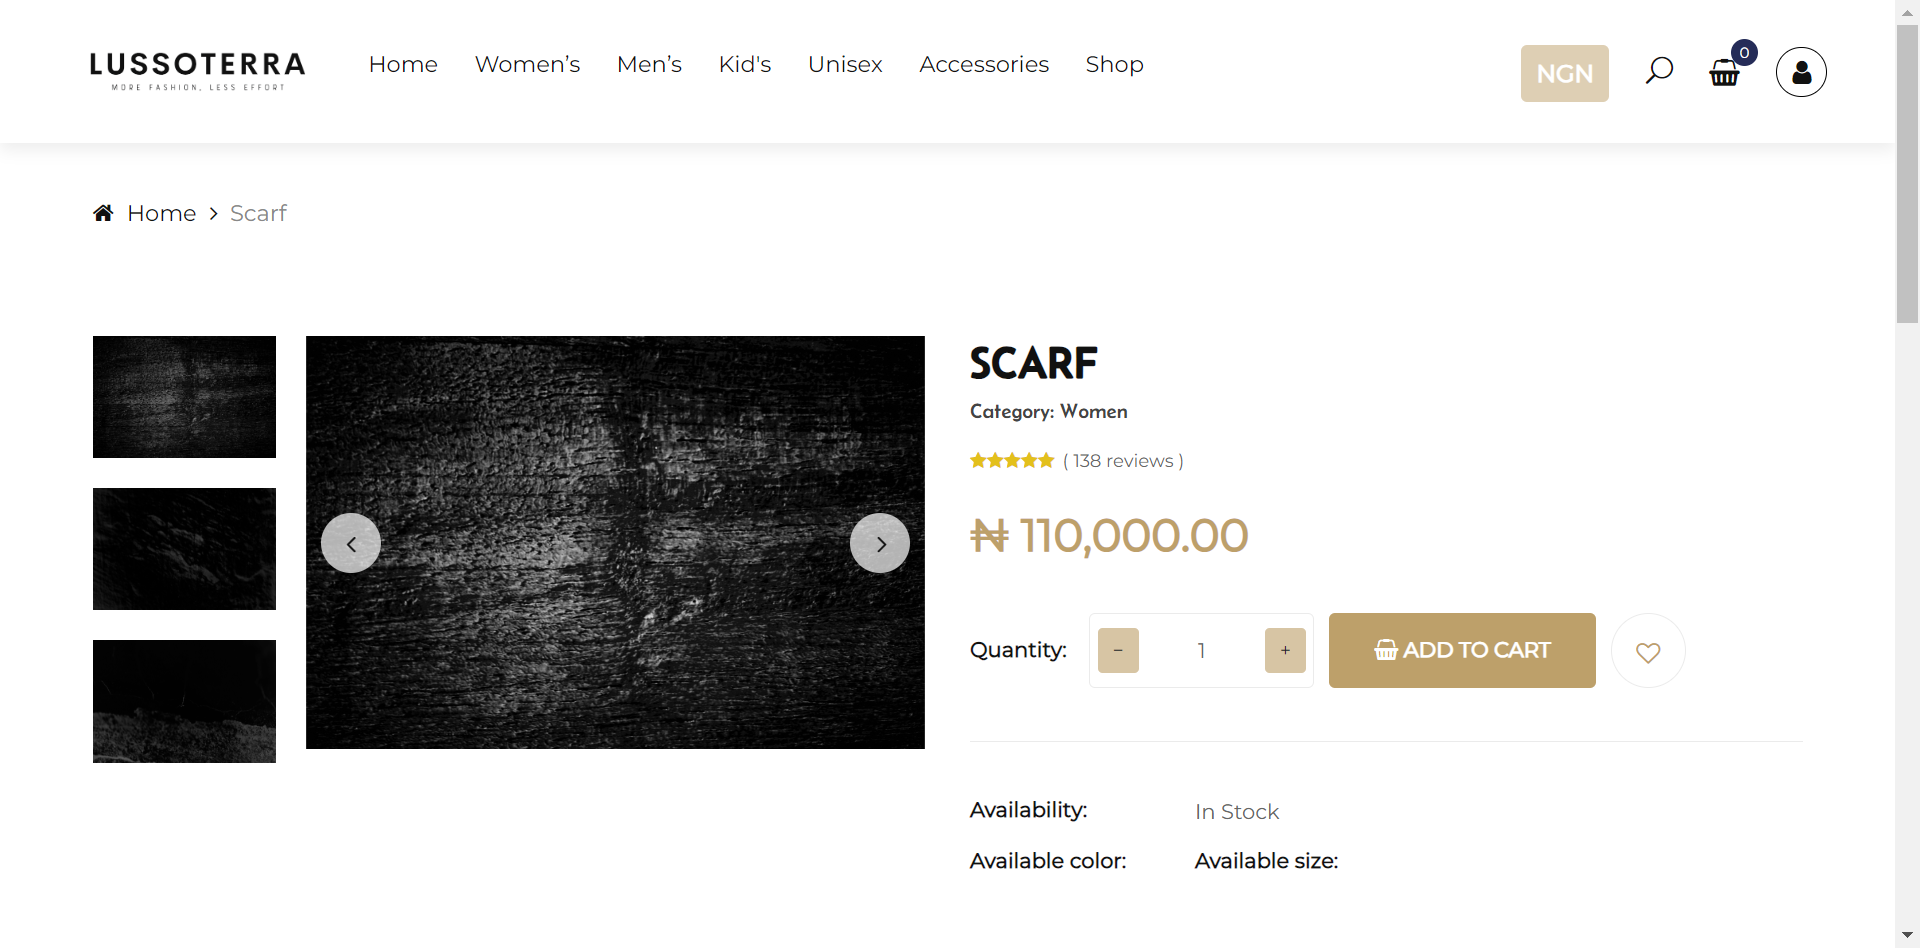 LUSSOTERRA
MORE FASHION, LESS EFFORT
Home Women’s Men’s Kid's Unisex Accessories Shop
NGN
0
Home > Scarf
SCARF
Category: Women
( 138 reviews )
₦ 110,000.00
Quantity: - 1 + ADD TO CART
Availability: In Stock
Available color: Available size: